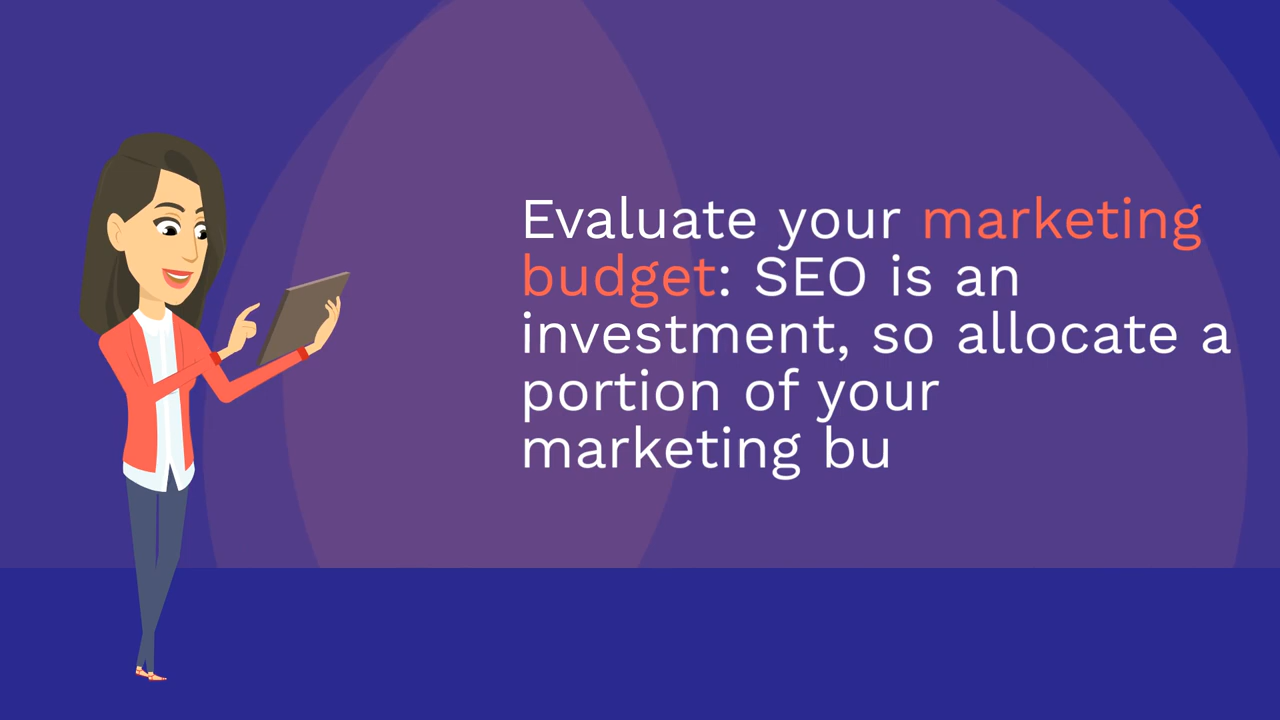 Evaluate your marketing
budget: SEO is an
investment, so allocate a
portion of your
marketing bu